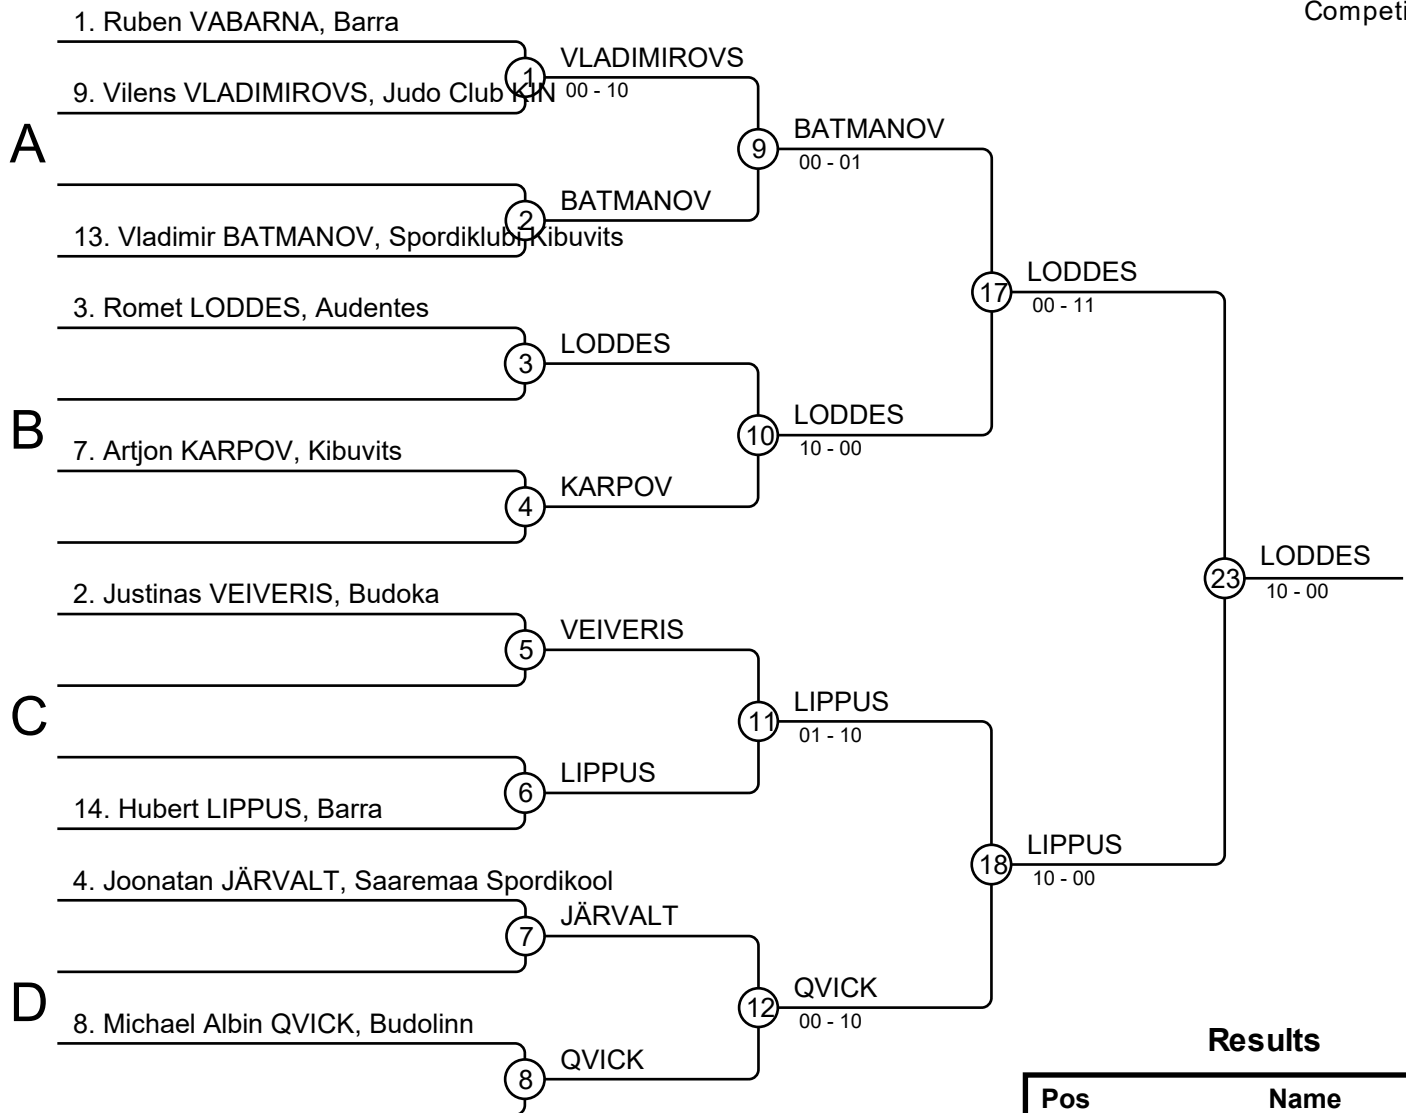 Competi
1. Ruben VABARNA, Barra
1
VLADIMIROVS
00 - 10
9. Vilens VLADIMIROVS, Judo Club KIN
A
9
BATMANOV
00 - 01
2
BATMANOV
13. Vladimir BATMANOV, Spordiklubi Kibuvits
17
LODDES
00 - 11
3. Romet LODDES, Audentes
3
LODDES
B
10
LODDES
10 - 00
7. Artjon KARPOV, Kibuvits
4
KARPOV
23
LODDES
10 - 00
2. Justinas VEIVERIS, Budoka
5
VEIVERIS
C
11
LIPPUS
01 - 10
6
LIPPUS
14. Hubert LIPPUS, Barra
18
LIPPUS
10 - 00
4. Joonatan JÄRVALT, Saaremaa Spordikool
7
JÄRVALT
D
12
QVICK
00 - 10
8. Michael Albin QVICK, Budolinn
8
QVICK
Results
Pos Name